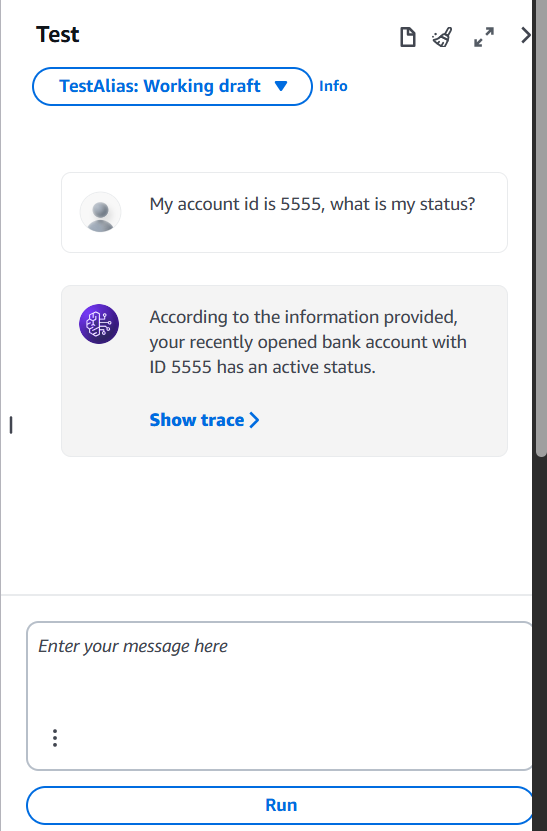 Test
TestAlias: Working draft
Info
My account id is 5555, what is my status?
According to the information provided,
your recently opened bank account with
ID 5555 has an active status.
Show trace
Enter your message here
Run